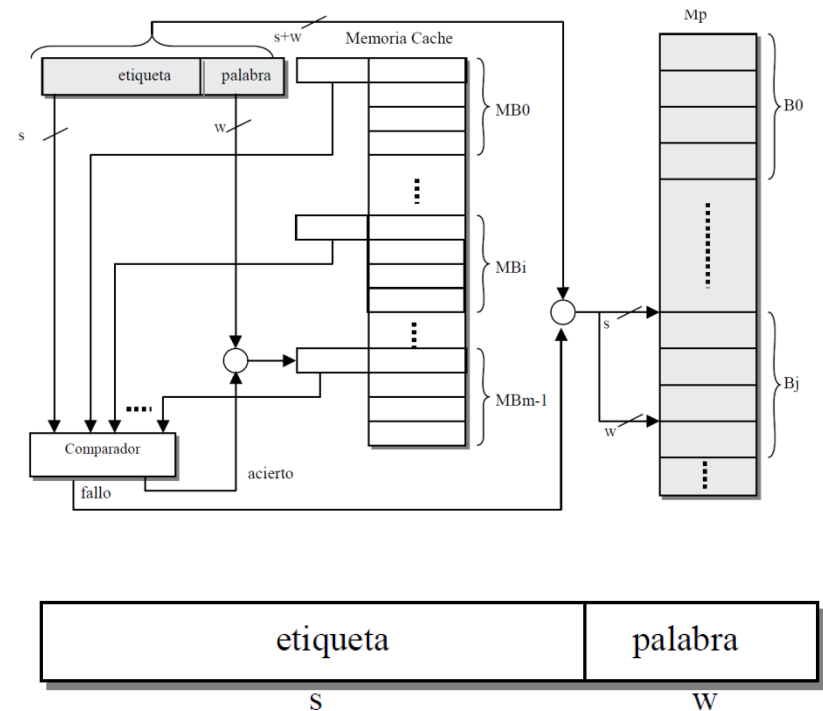 Mp
s+w
Memoria Cache
etiqueta
palabra
MB0
B0
s
w
MBi
s
Bj
MBm-1
w
Comparador
acierto
fallo
etiqueta
palabra
s
w